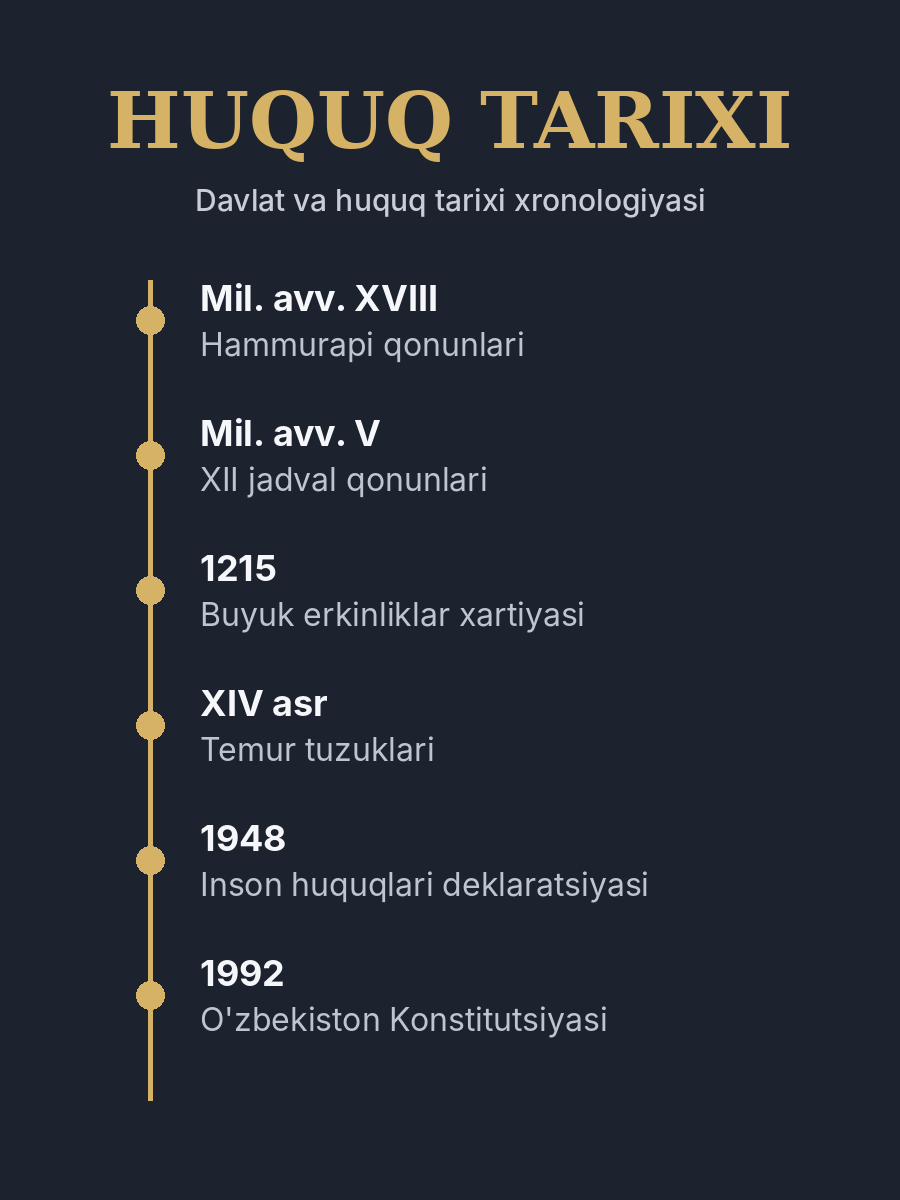 HUQUQ TARIXI
Davlat va huquq tarixi xronologiyasi
Mil. avv. XVIII
Hammurapi qonunlari
Mil. avv. V
XII jadval qonunlari
1215
Buyuk erkinliklar xartiyasi
XIV asr
Temur tuzuklari
1948
Inson huquqlari deklaratsiyasi
1992
O'zbekiston Konstitutsiyasi